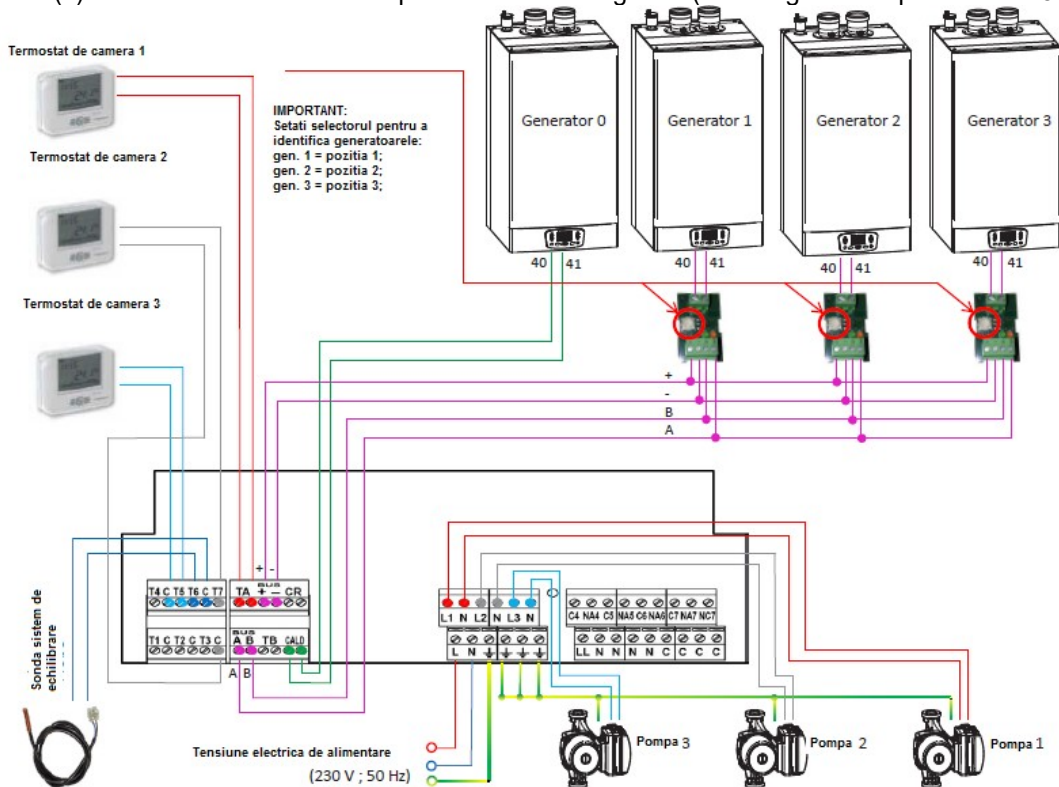 Termostat de camera 1
Termostat de camera 2
Termostat de camera 3
IMPORTANT:
Setati selectorul pentru a
identifica generatoarele:
gen. 1 = pozitia 1;
gen. 2 = pozitia 2;
gen. 3 = pozitia 3;
Generator 0
Generator 1
Generator 2
Generator 3
40 41
40 41
40 41
40 41
+
-
B
A
+ -
T4 C T5 T6 C T7
TA BUS + − CR
T1 C T2 C T3 C
BUS A B TB CALD
A B
L1 N L2 N L3 N
L N
C4 NA4 C5 NA5 C6 NA6 C7 NA7 NC7
LL N N N N C C C C
Sonda sistem de
echilibrare
Tensiune electrica de alimentare
(230 V ; 50 Hz)
Pompa 3
Pompa 2
Pompa 1